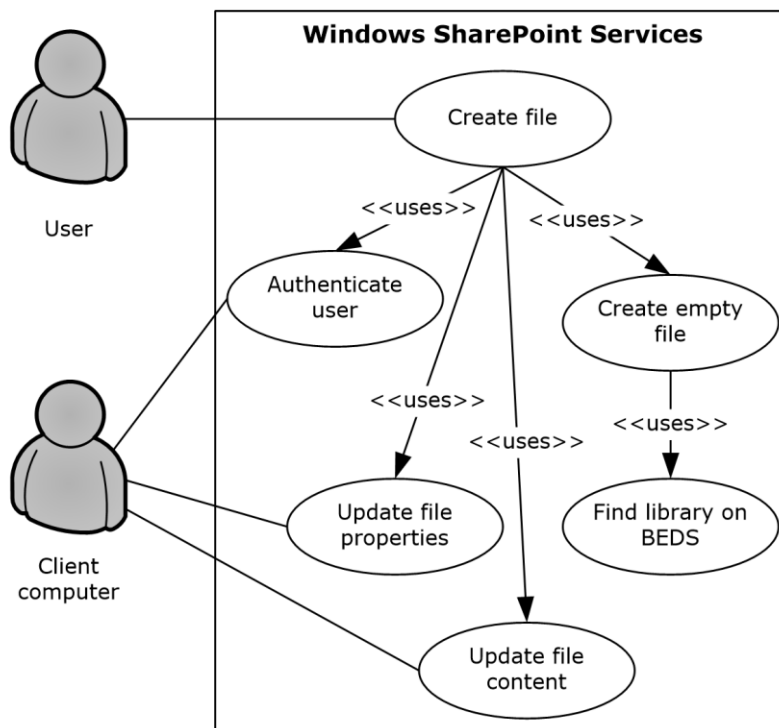 Windows SharePoint Services
Create file
User
<<uses>>
<<uses>>
Authenticate
user
Create empty
file
<<uses>>
<<uses>>
<<uses>>
Client
computer
Update file
properties
Find library on
BEDS
Update file
content